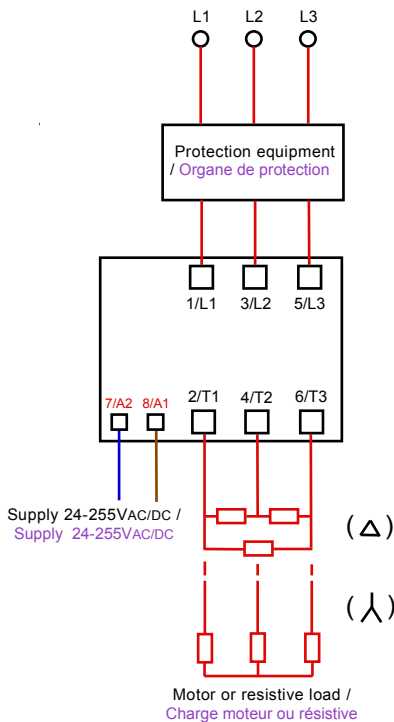 L1 L2 L3
Protection equipment
/ Organe de protection
1/L1 3/L2 5/L3
7/A2 8/A1 2/T1 4/T2 6/T3
Supply 24-255VAC/DC /
Supply 24-255VAC/DC
(Δ)
(⅄)
Motor or resistive load /
Charge moteur ou résistive